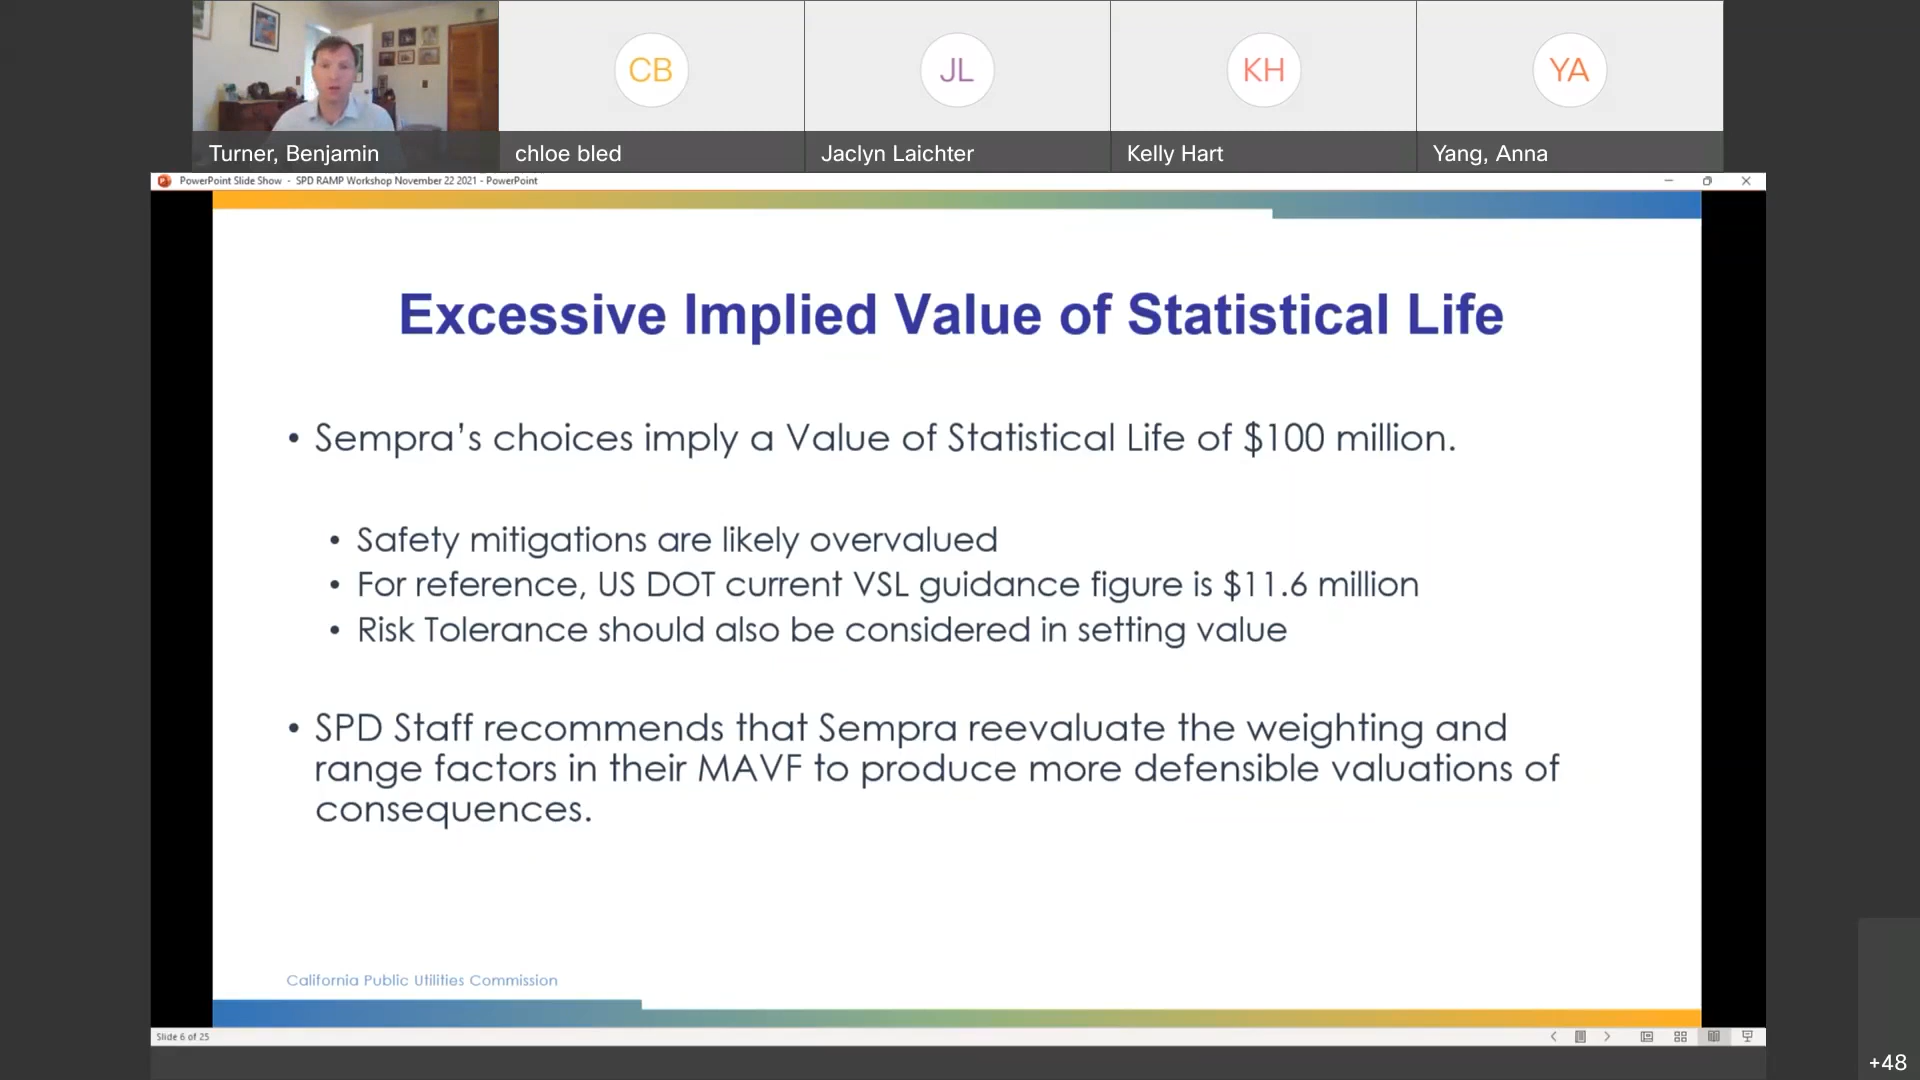 CB
JL
KH
YA
Turner, Benjamin
chloe bled
Jaclyn Laichter
Kelly Hart
Yang, Anna
PowerPoint Slide Show - SPD RAMP Workshop November 22 2021 - PowerPoint
Excessive Implied Value of Statistical Life
• Sempra’s choices imply a Value of Statistical Life of $100 million.
• Safety mitigations are likely overvalued
• For reference, US DOT current VSL guidance figure is $11.6 million
• Risk Tolerance should also be considered in setting value
• SPD Staff recommends that Sempra reevaluate the weighting and
range factors in their MAVF to produce more defensible valuations of
consequences.
California Public Utilities Commission
Slide 6 of 25
+48